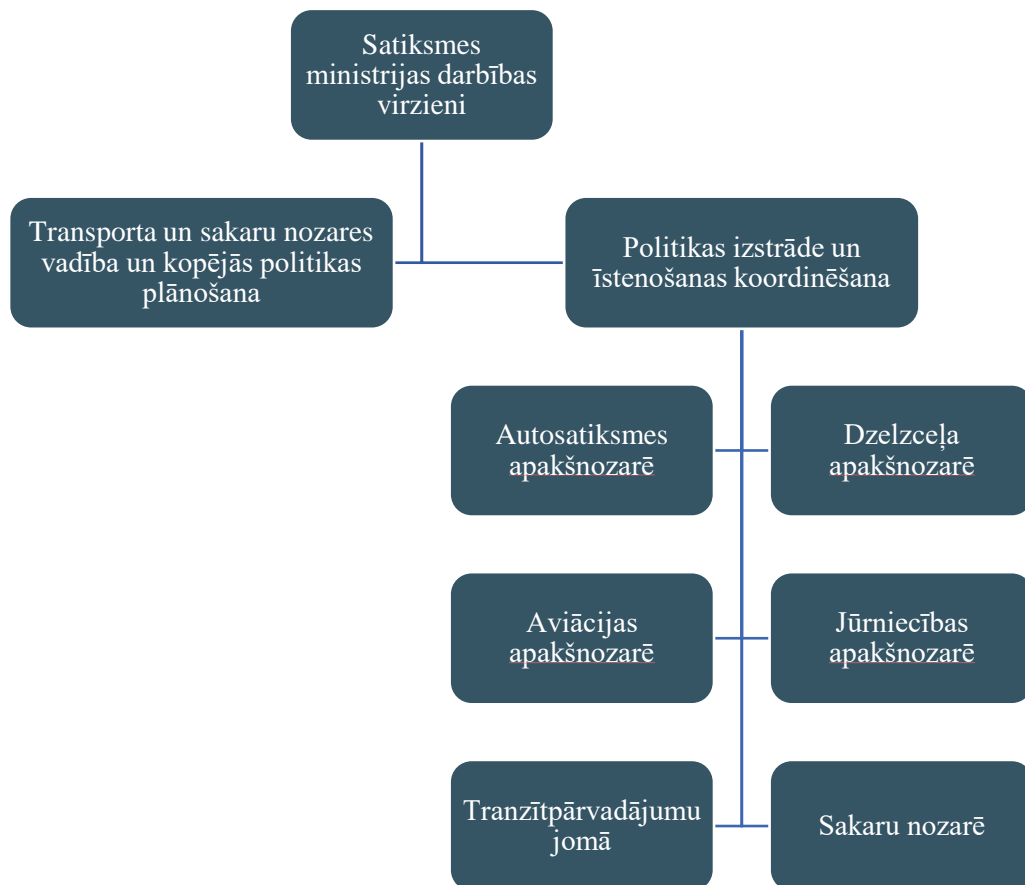 Satiksmes
ministrijas darbības
virzieni
Transporta un sakaru nozares
vadība un kopējās politikas
plānošana
Politikas izstrāde un
īstenošanas koordinēšana
Autosatiksmes
apakšnozarē
Dzelzceļa
apakšnozarē
Aviācijas
apakšnozarē
Jūrniecības
apakšnozarē
Tranzītpārvadājumu
jomā
Sakaru nozarē